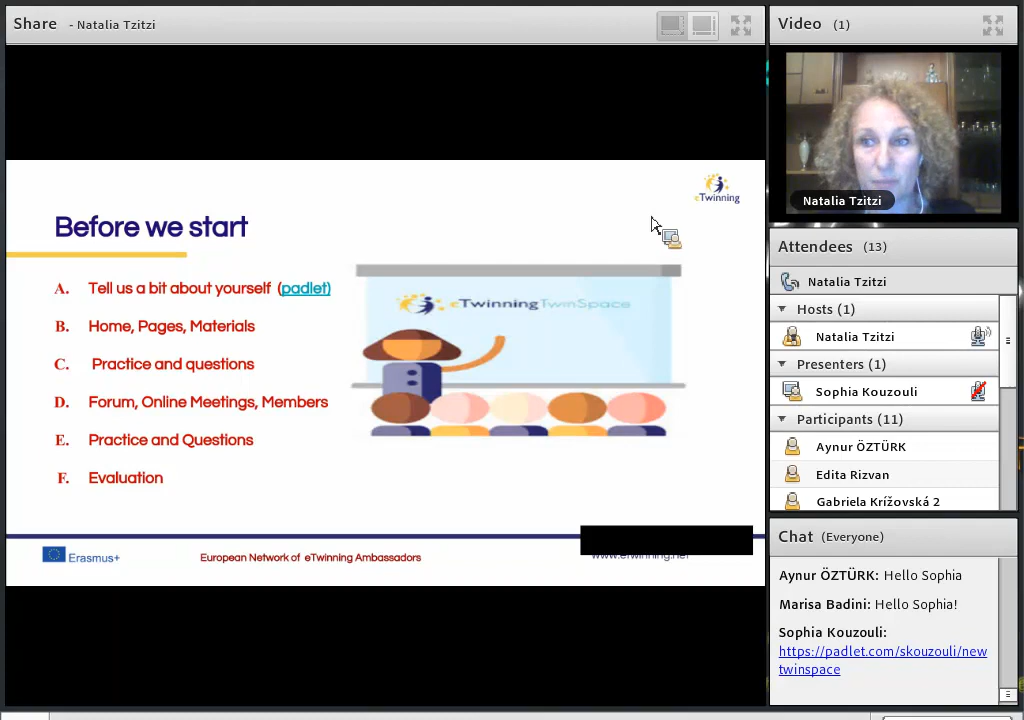 Share - Natalia Tzitzi
Video (1)
Natalia Tzitzi
eTwinning
Before we start
A. Tell us a bit about yourself (padlet)
B. Home, Pages, Materials
C. Practice and questions
D. Forum, Online Meetings, Members
E. Practice and Questions
F. Evaluation
eTwinningTwinSpace
Erasmus+
European Network of eTwinning Ambassadors
www.etwinning.net
Attendees (13)
Natalia Tzitzi
Hosts (1)
Natalia Tzitzi
Presenters (1)
Sophia Kouzouli
Participants (11)
Aynur ÖZTÜRK
Edita Rizvan
Gabriela Krížovská 2
Chat (Everyone)
Aynur ÖZTÜRK: Hello Sophia
Marisa Badini: Hello Sophia!
Sophia Kouzouli:
https://padlet.com/skouzouli/new
twinspace